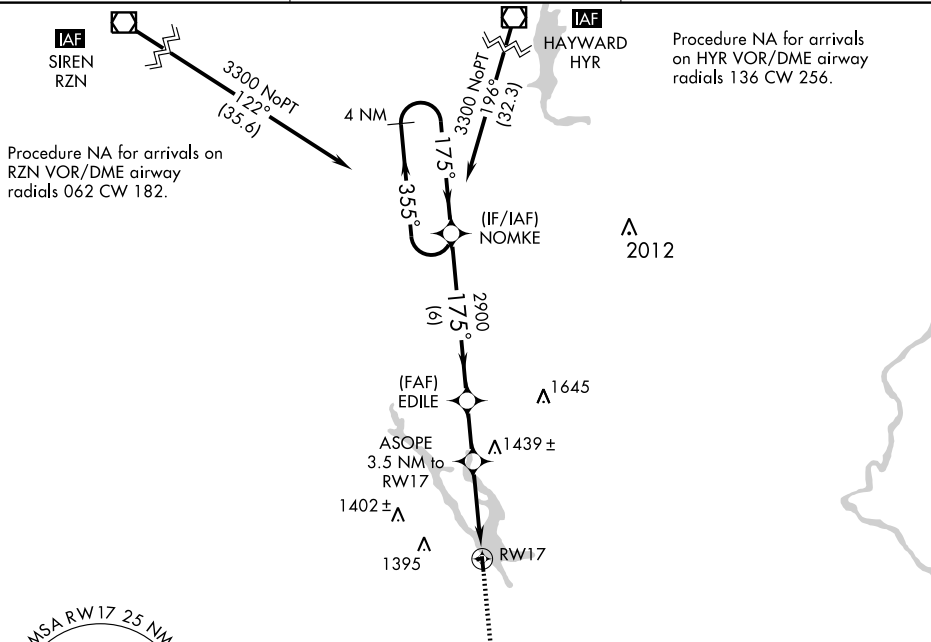 IAF
SIREN
RZN
3300 NoPT
122°
(35.6)
Procedure NA for arrivals on
RZN VOR/DME airway
radials 062 CW 182.
IAF
HAYWARD
HYR
3300 NoPT
196°
(32.3)
Procedure NA for arrivals
on HYR VOR/DME airway
radials 136 CW 256.
4 NM
175°
355°
(IF/IAF)
NOMKE
2012
2900
175°
(6)
(FAF)
EDILE
1645
ASOPE
3.5 NM to
RW17
1439 ±
1402 ±
1395
RW17
MSA RW17 25 NM